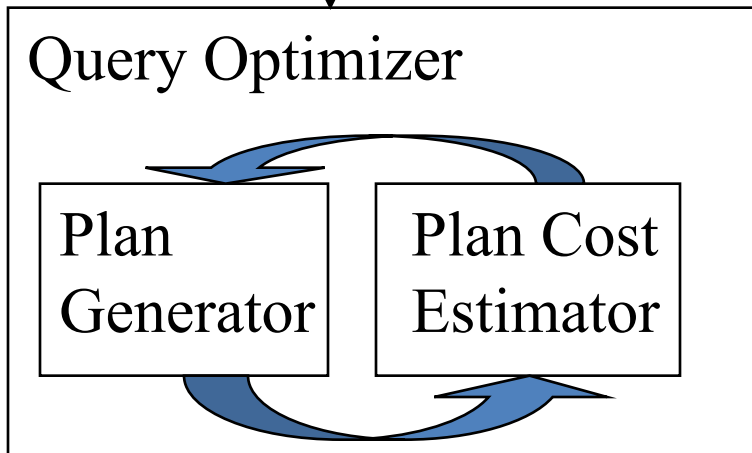 Query Optimizer
Plan
Generator
Plan Cost
Estimator